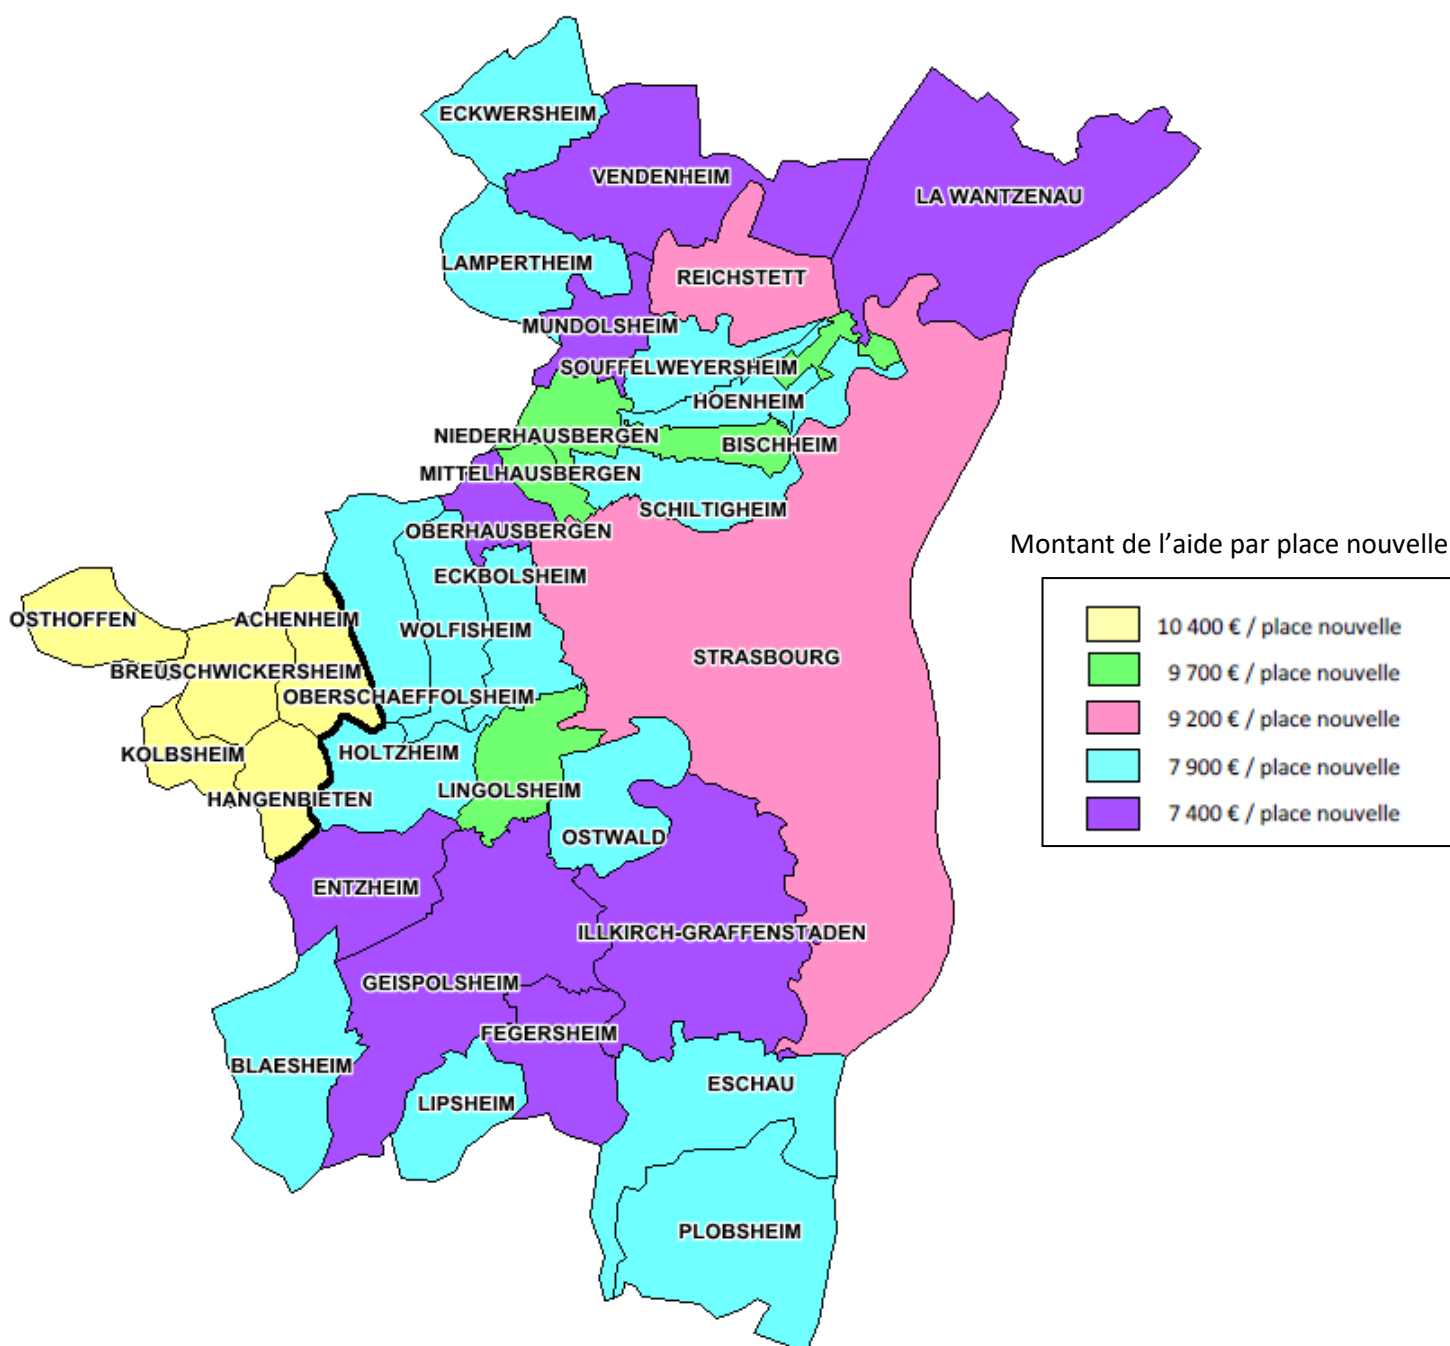 ECKWERSHEIM
VENDENHEIM
LA WANTZENAU
LAMPERTHEIM
REICHSTETT
MUNDOLSHEIM
SOUFFELWEYERSHEIM
HOENHEIM
NIEDERHAUSBERGEN
BISCHHEIM
MITTELHAUSBERGEN
SCHILTIGHEIM
OBERHAUSBERGEN
ECKBOLSHEIM
OSTHOFFEN
ACHENHEIM
WOLFISHEIM
STRASBOURG
BREUSCHWICKERSHEIM
OBERSCHAEFFOLSHEIM
KOLBSHEIM
HOLTZHEIM
HANGENBIETEN
LINGOLSHEIM
OSTWALD
ENTZHEIM
ILLKIRCH-GRAFFENSTADEN
GEISPOLSHEIM
FEGERSHEIM
BLAESHEIM
LIPSHEIM
ESCHAU
PLOBSHEIM
Montant de l'aide par place nouvelle
10 400 € / place nouvelle
9 700 € / place nouvelle
9 200 € / place nouvelle
7 900 € / place nouvelle
7 400 € / place nouvelle